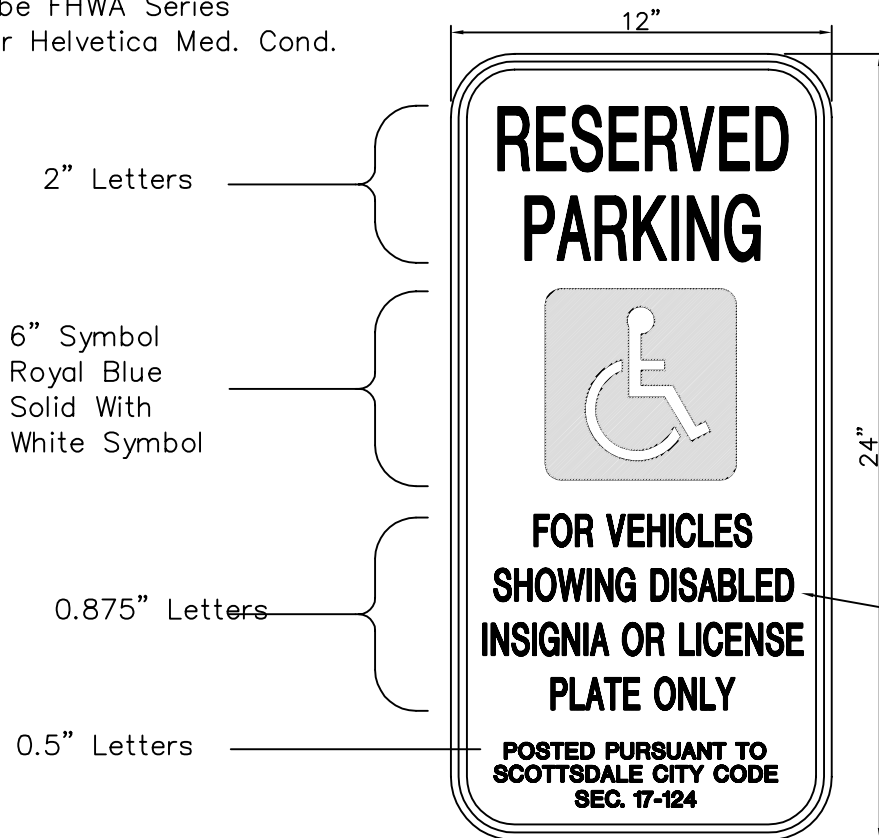 be FHWA Series
r Helvetica Med. Cond.
12”
RESERVED
PARKING
2” Letters
6” Symbol
Royal Blue
Solid With
White Symbol
24”
FOR VEHICLES
SHOWING DISABLED
INSIGNIA OR LICENSE
PLATE ONLY
0.875” Letters
0.5” Letters
POSTED PURSUANT TO
SCOTTSDALE CITY CODE
SEC. 17-124